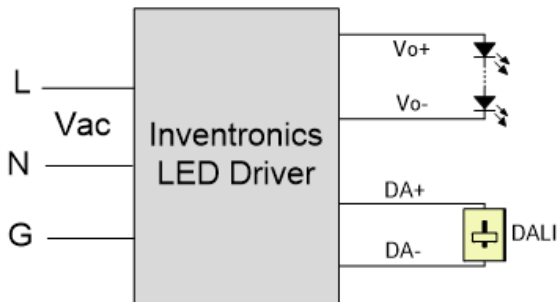 L
Vac
N
G
Inventronics
LED Driver
Vo+
Vo-
DA+
DA-
DALI